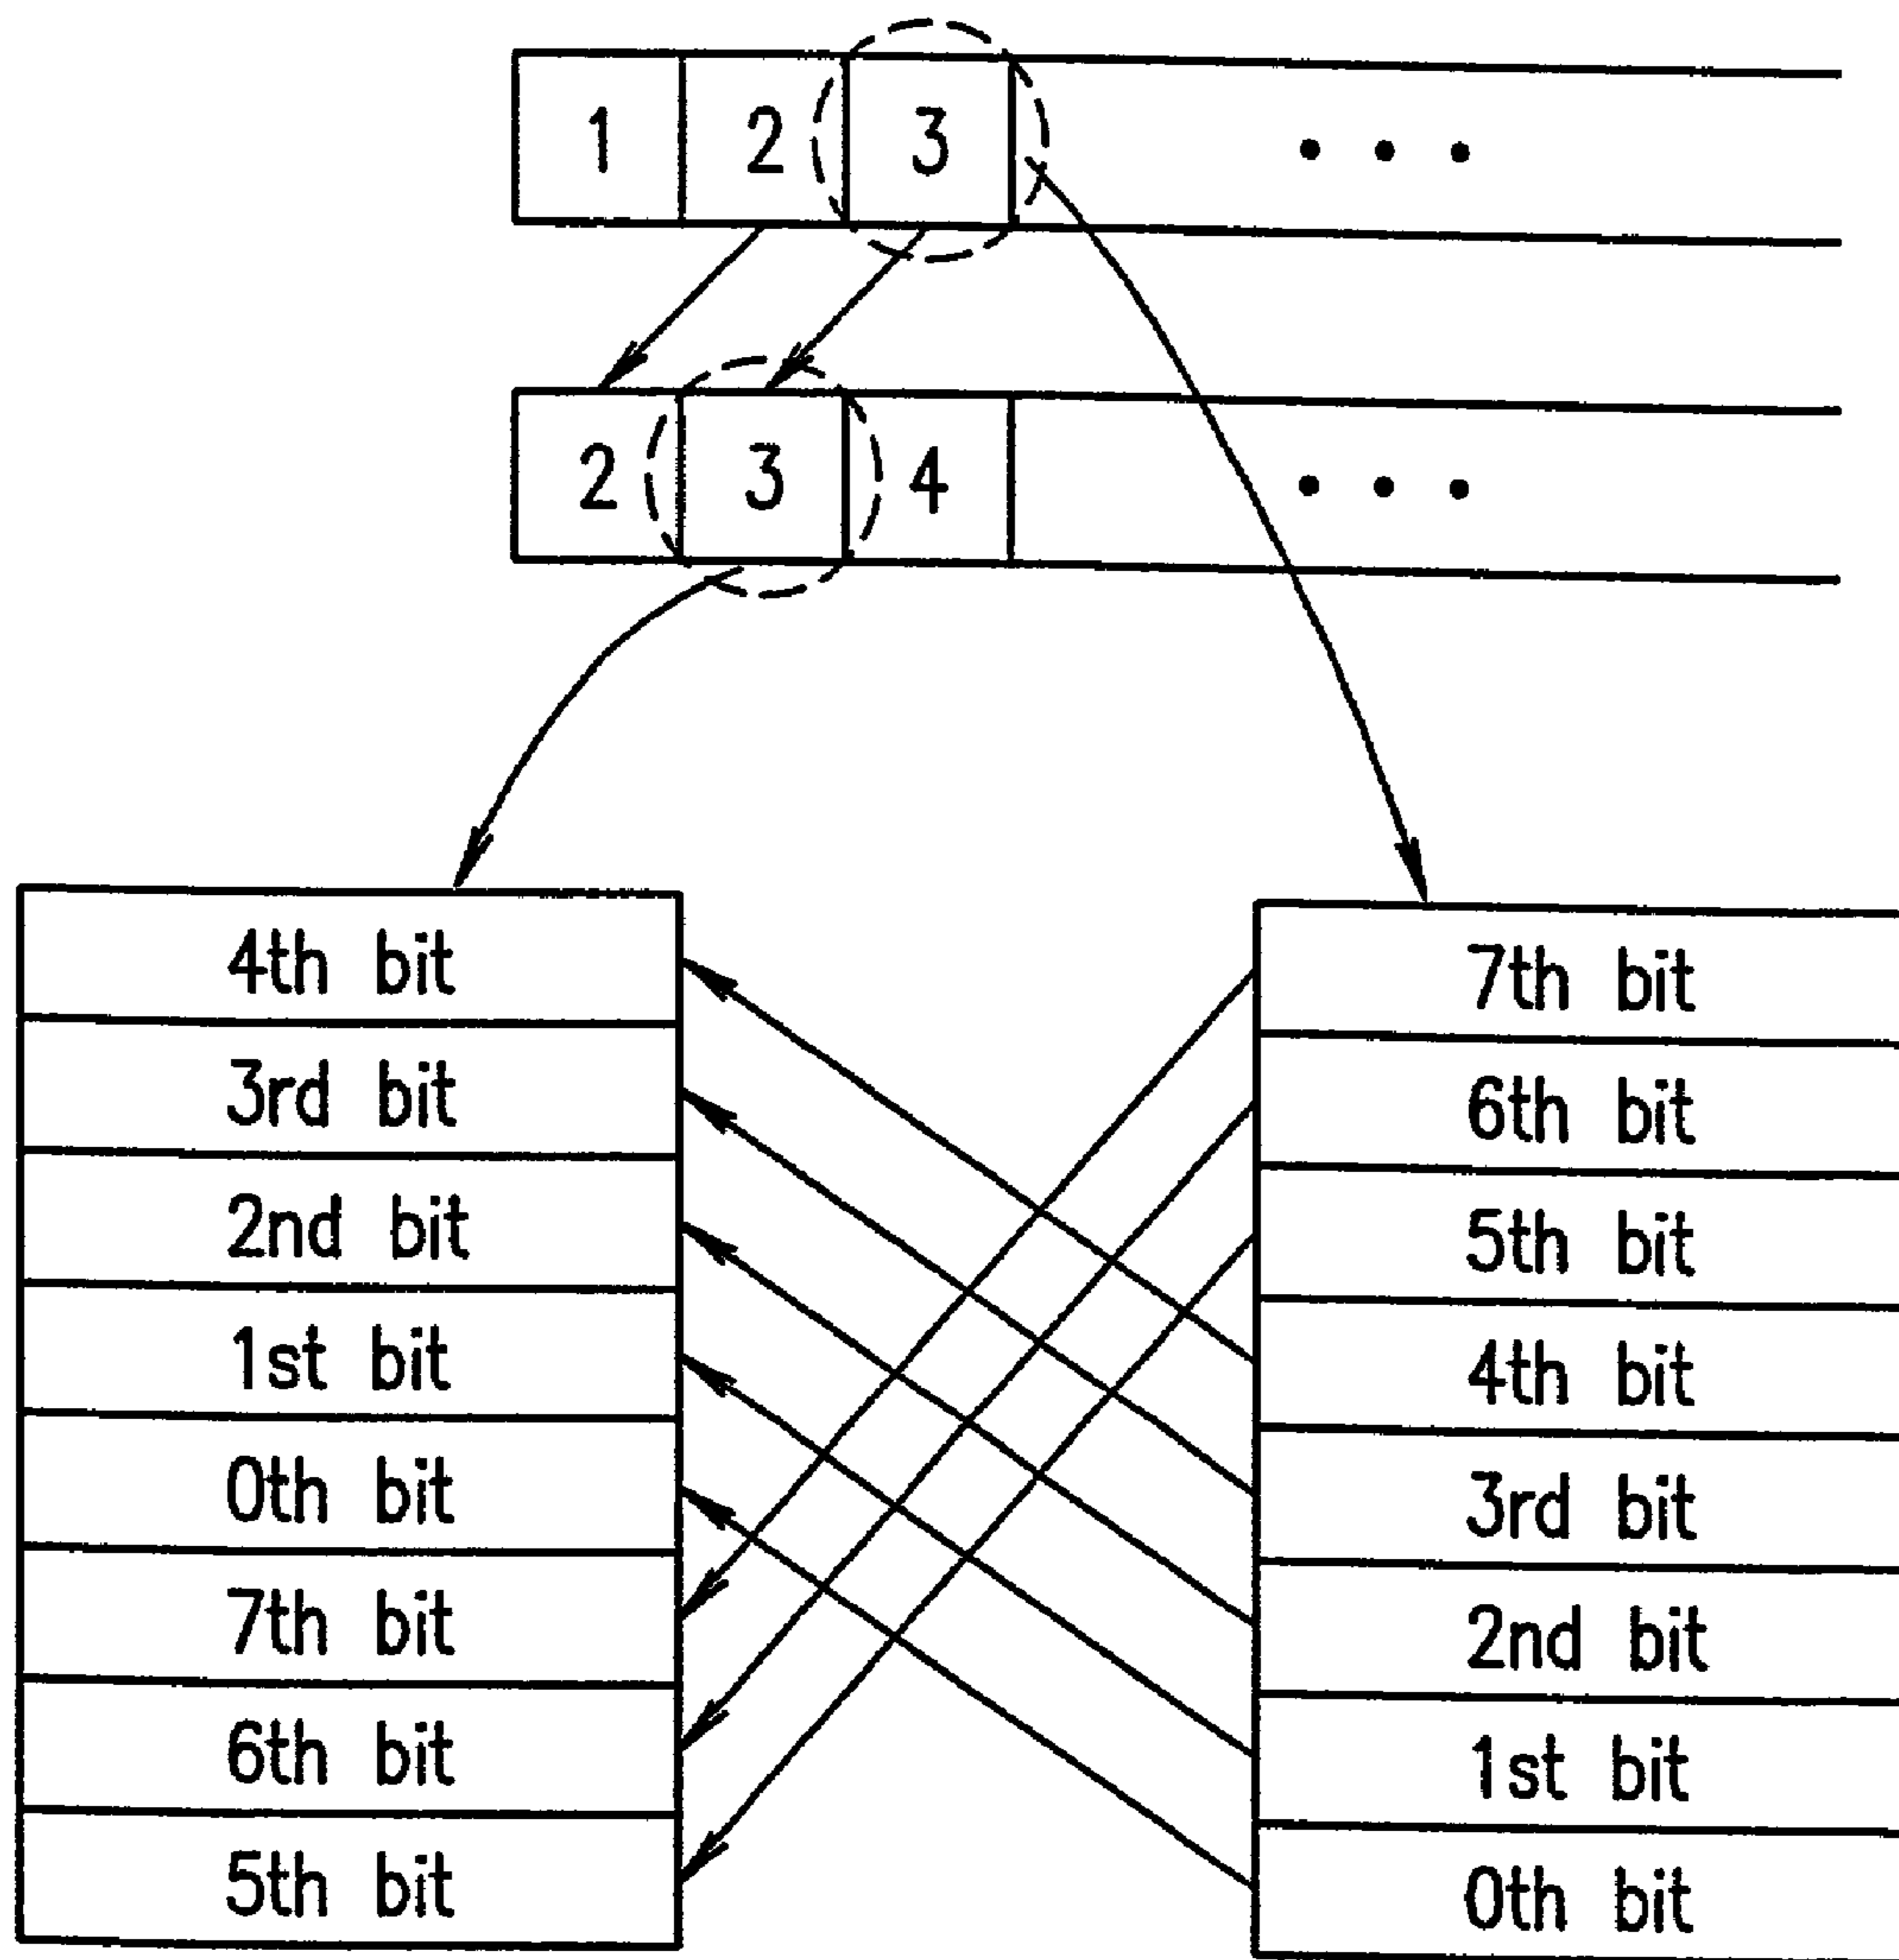 1 2 3 • • •
2 3 4 • • •
4th bit
3rd bit
2nd bit
1st bit
0th bit
7th bit
6th bit
5th bit
7th bit
6th bit
5th bit
4th bit
3rd bit
2nd bit
1st bit
0th bit